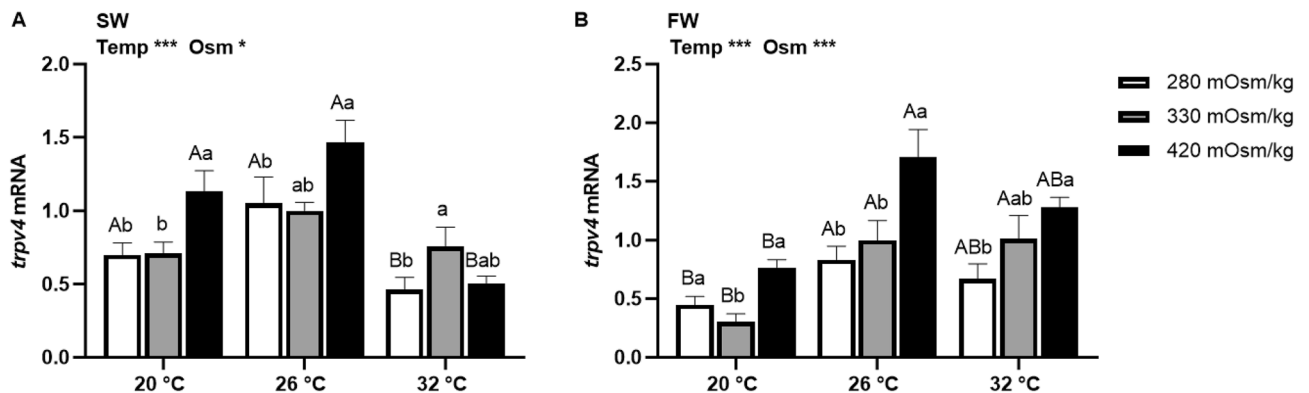 A
SW
Temp *** Osm *
2.0
1.5
1.0
0.5
0.0
trpv4 mRNA
Ab
b
Aa
Ab
ab
Aa
Bb
a
Bab
20 °C
26 °C
32 °C
B
FW
Temp *** Osm ***
2.5
2.0
1.5
1.0
0.5
0.0
trpv4 mRNA
Ba
Bb
Ba
Ab
Ab
Aa
ABb
Aab
ABa
20 °C
26 °C
32 °C
280 mOsm/kg
330 mOsm/kg
420 mOsm/kg